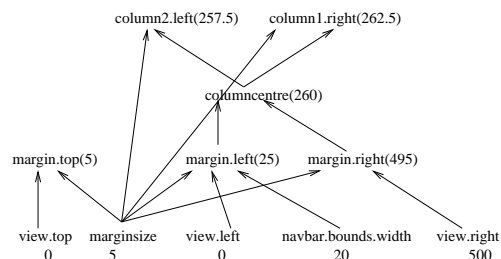 column2.left(257.5) column1.right(262.5)
columncentre(260)
margin.top(5) margin.left(25) margin.right(495)
view.top marginsize view.left navbar.bounds.width view.right
0 5 0 20 500